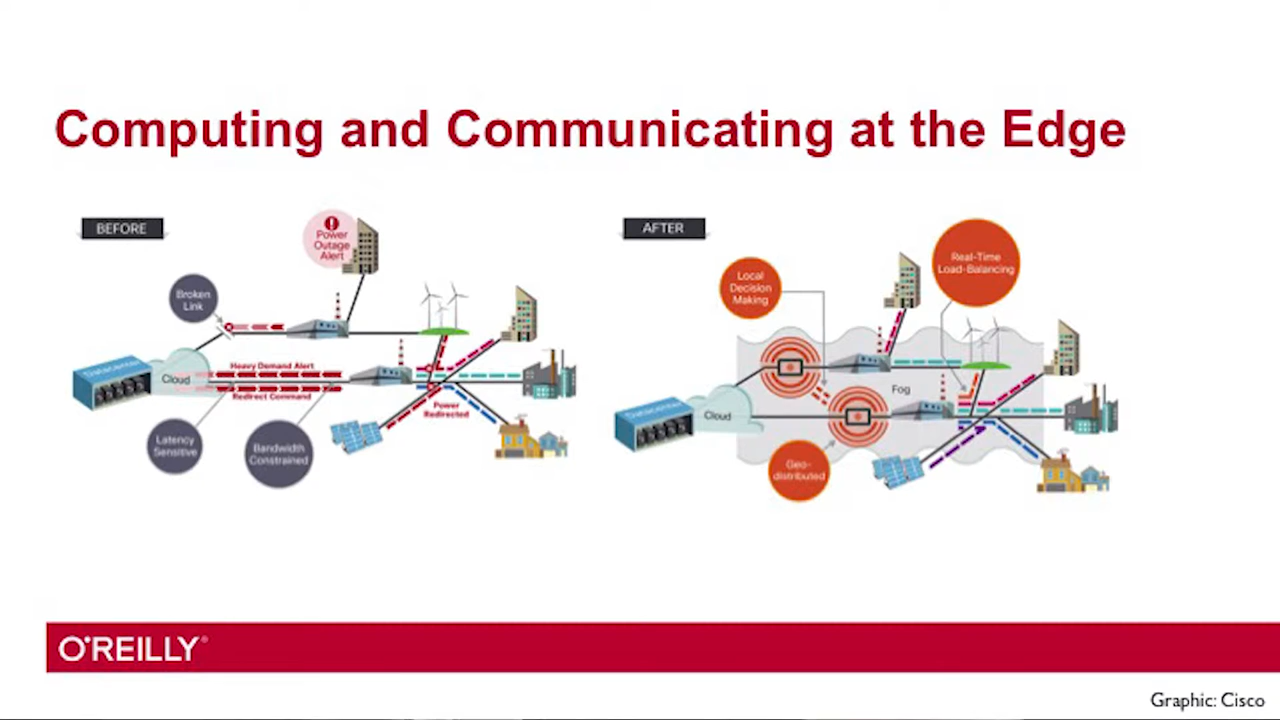 Computing and Communicating at the Edge
BEFORE
Power
Outage
Alert
Broken
Link
Heavy Demand Alert
Datacenter
Cloud
Redirect Command
Power
Redirected
Latency
Sensitive
Bandwidth
Constrained
AFTER
Real-Time
Load-Balancing
Local
Decision
Making
Fog
Datacenter
Cloud
Geo-
distributed
O'REILLY®
Graphic: Cisco